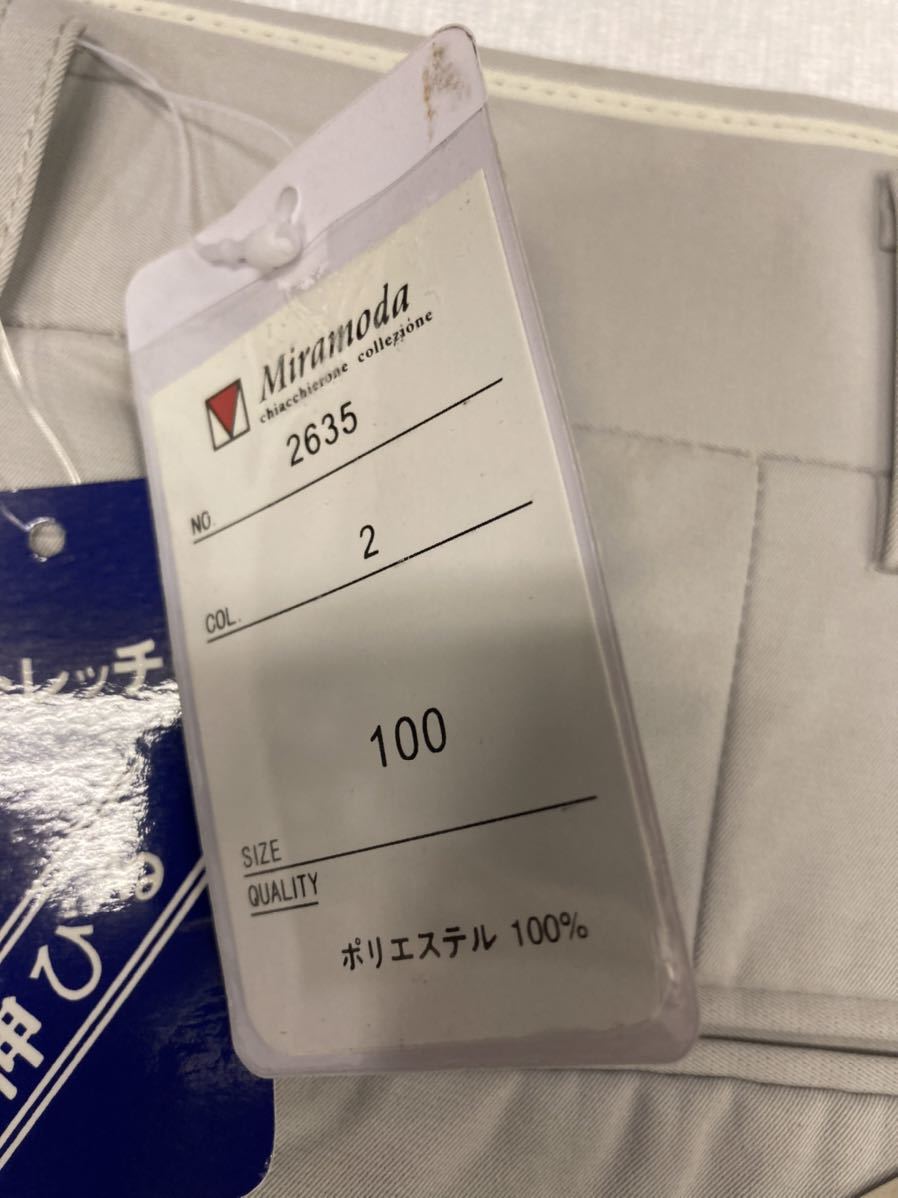 Miramoda
chiacchierone collezione
NO. 2635
COL. 2
SIZE 100
QUALITY
ポリエステル 100%
トレッチ
伸び